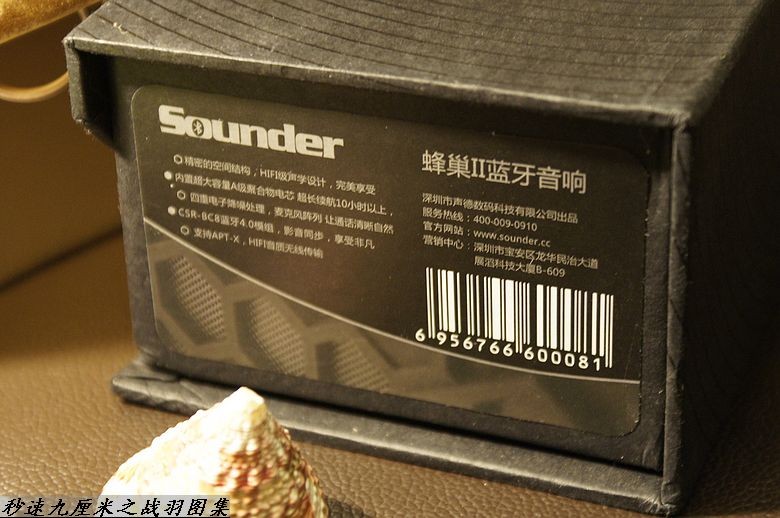 Sounder
精密的空间结构，HIFI级声学设计，完美享受
内置超大容量A级聚合物电芯 超长续航10小时以上，
四重电子降噪处理，麦克风阵列 让通话清晰自然
CSR-8C8蓝牙4.0模组，影音同步，享受非凡
支持APT-X，HIFI音质无线传输
蜂巢II蓝牙音响
深圳市声德数码科技有限公司出品
服务热线：400-009-0910
官方网站：www.sounder.cc
营销中心：深圳市宝安区龙华民治大道
展滔科技大厦B-609
6 956766 600081
秒速九厘米之战羽图集